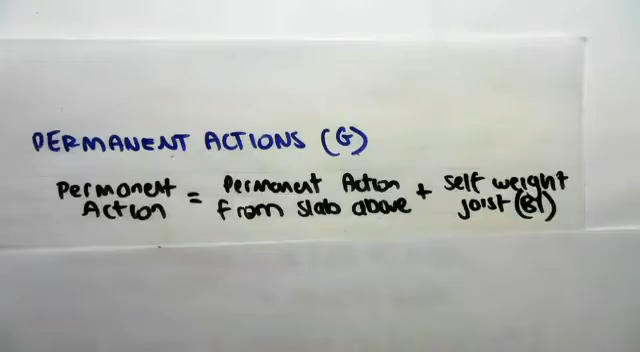 PERMANENT ACTIONS (G)
Permanent Action = Permanent Action from slab above + self weight joist (B1)